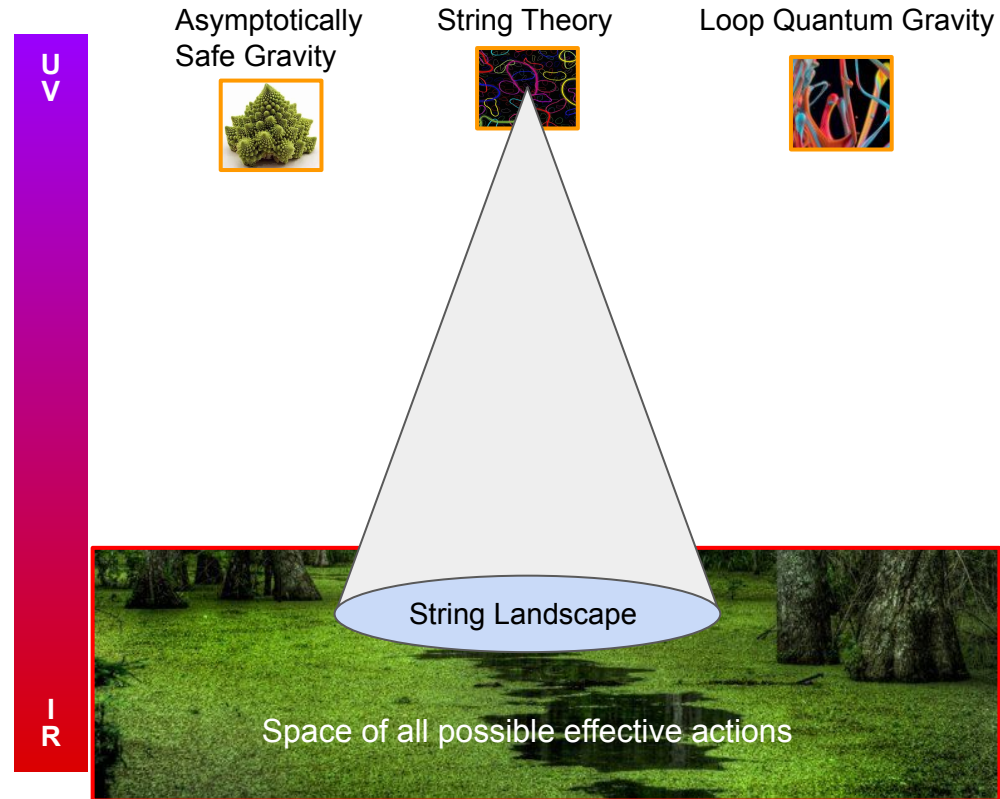 Asymptotically
Safe Gravity
String Theory
Loop Quantum Gravity
U
V
String Landscape
Space of all possible effective actions
I
R